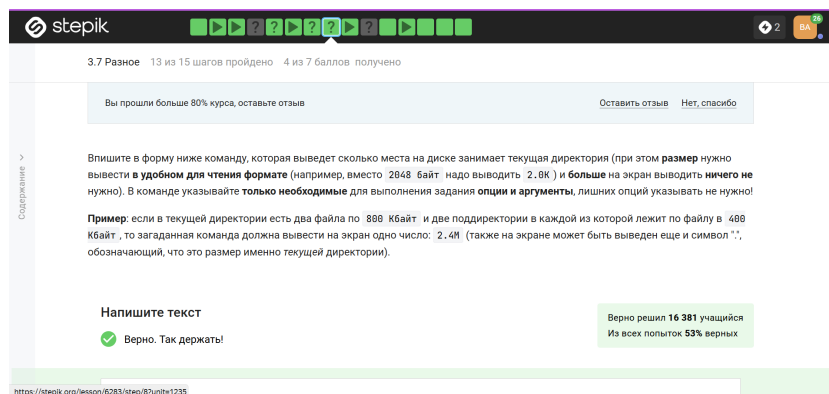 stepik
? ? ? ? ?
2
BA
26
3.7 Разное 13 из 15 шагов пройдено 4 из 7 баллов получено
Содержание
Вы прошли больше 80% курса, оставьте отзыв Оставить отзыв Нет, спасибо
Впишите в форму ниже команду, которая выведет сколько места на диске занимает текущая директория (при этом размер нужно
вывести в удобном для чтения формате (например, вместо 2048 байт надо выводить 2.0K) и больше на экран выводить ничего не
нужно). В команде указывайте только необходимые для выполнения задания опции и аргументы, лишних опций указывать не нужно!
Пример: если в текущей директории есть два файла по 800 Кбайт и две поддиректории в каждой из которой лежит по файлу в 400
Кбайт, то загаданная команда должна вывести на экран одно число: 2.4M (также на экране может быть выведен еще и символ ".",
обозначающий, что это размер именно текущей директории).
Напишите текст
Верно. Так держать!
Верно решил 16 381 учащийся
Из всех попыток 53% верных
https://stepik.org/lesson/6283/step/8?unit=1235